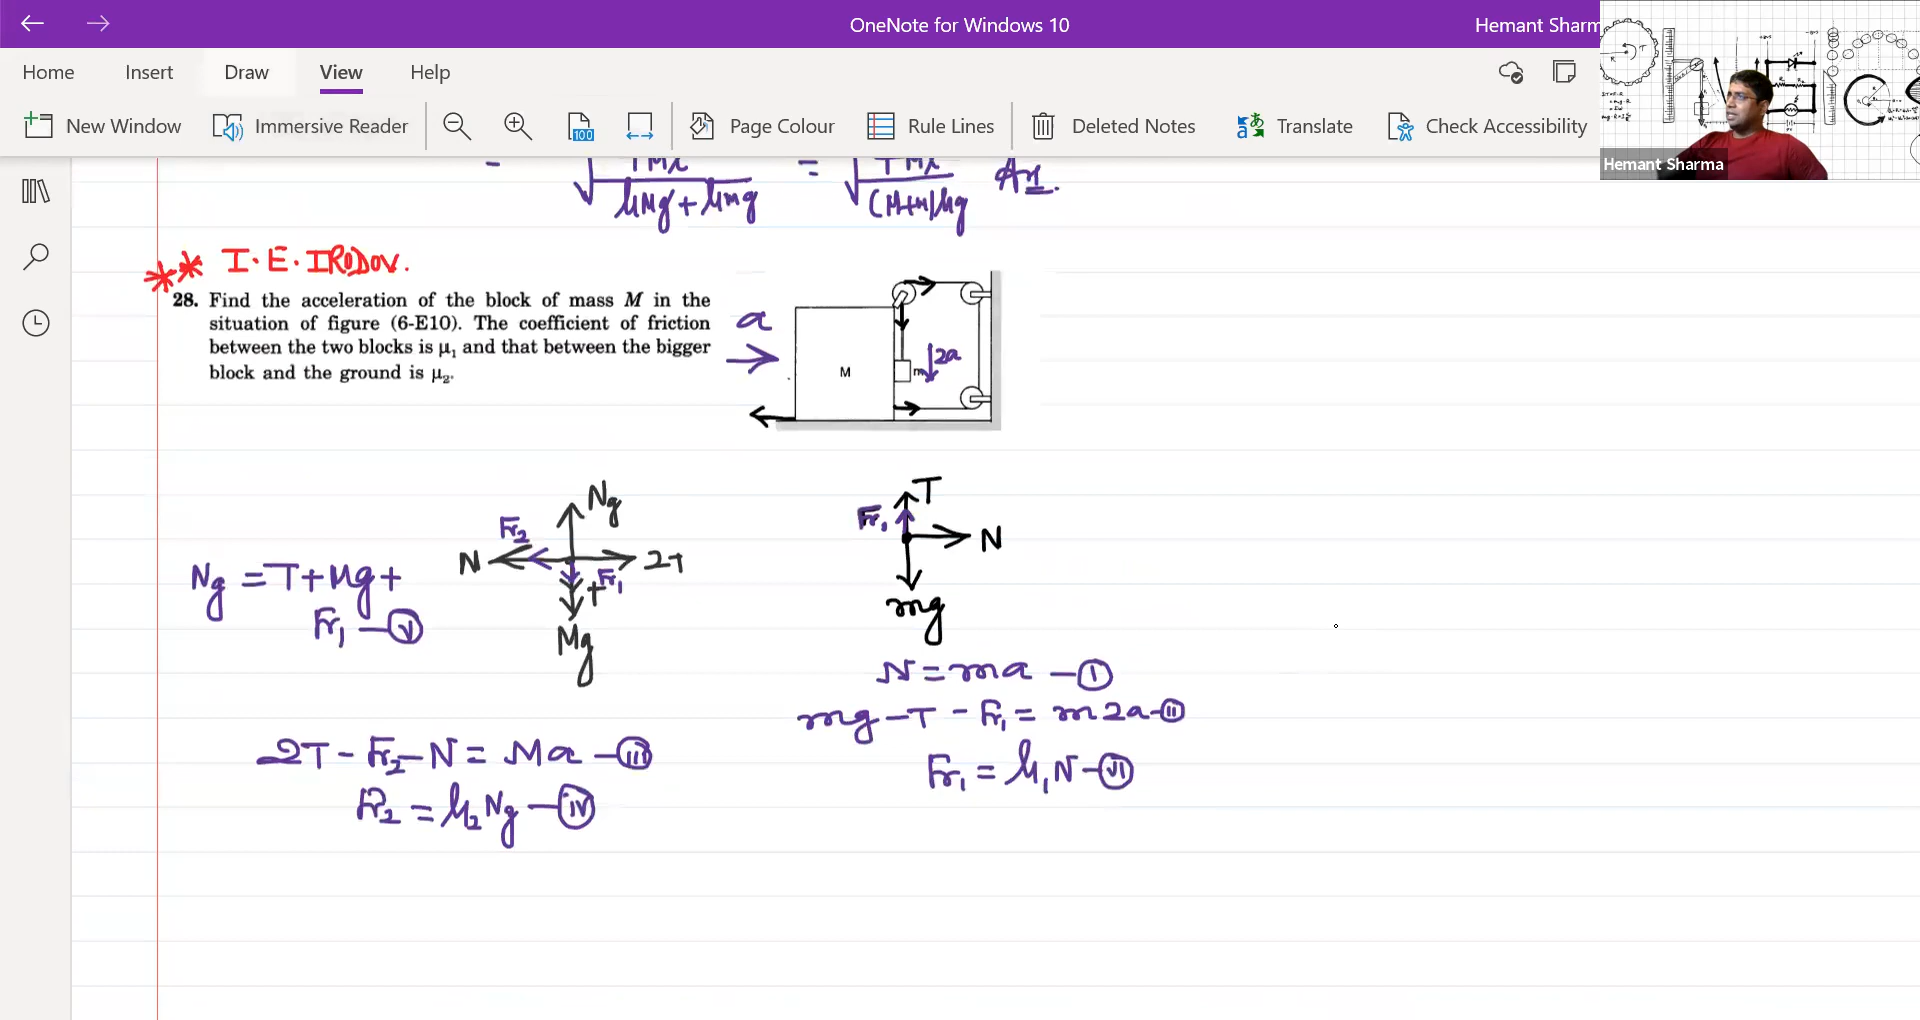 OneNote for Windows 10
Hemant Sharm
Home Insert Draw View Help
New Window Immersive Reader 100 Page Colour Rule Lines Deleted Notes Translate Check Accessibility
Hemant Sharma
= =
μMg+μmg (M+m)μg
** I.E.IRODOV.
28. Find the acceleration of the block of mass M in the
situation of figure (6-E10). The coefficient of friction
between the two blocks is μ₁ and that between the bigger
block and the ground is μ₂.
a
M
m
2a
Ng
Fr₂
N
2T
Fr₁
T
Mg
T
Fr₁
N
mg
Ng = T+Mg+
Fr₁ —(v)
N = ma —(i)
mg – T – Fr₁ = m2a –(ii)
2T – Fr₂ – N = Ma –(iii)
Fr₁ = μ₁N –(vi)
Fr₂ = μ₂Ng –(iv)